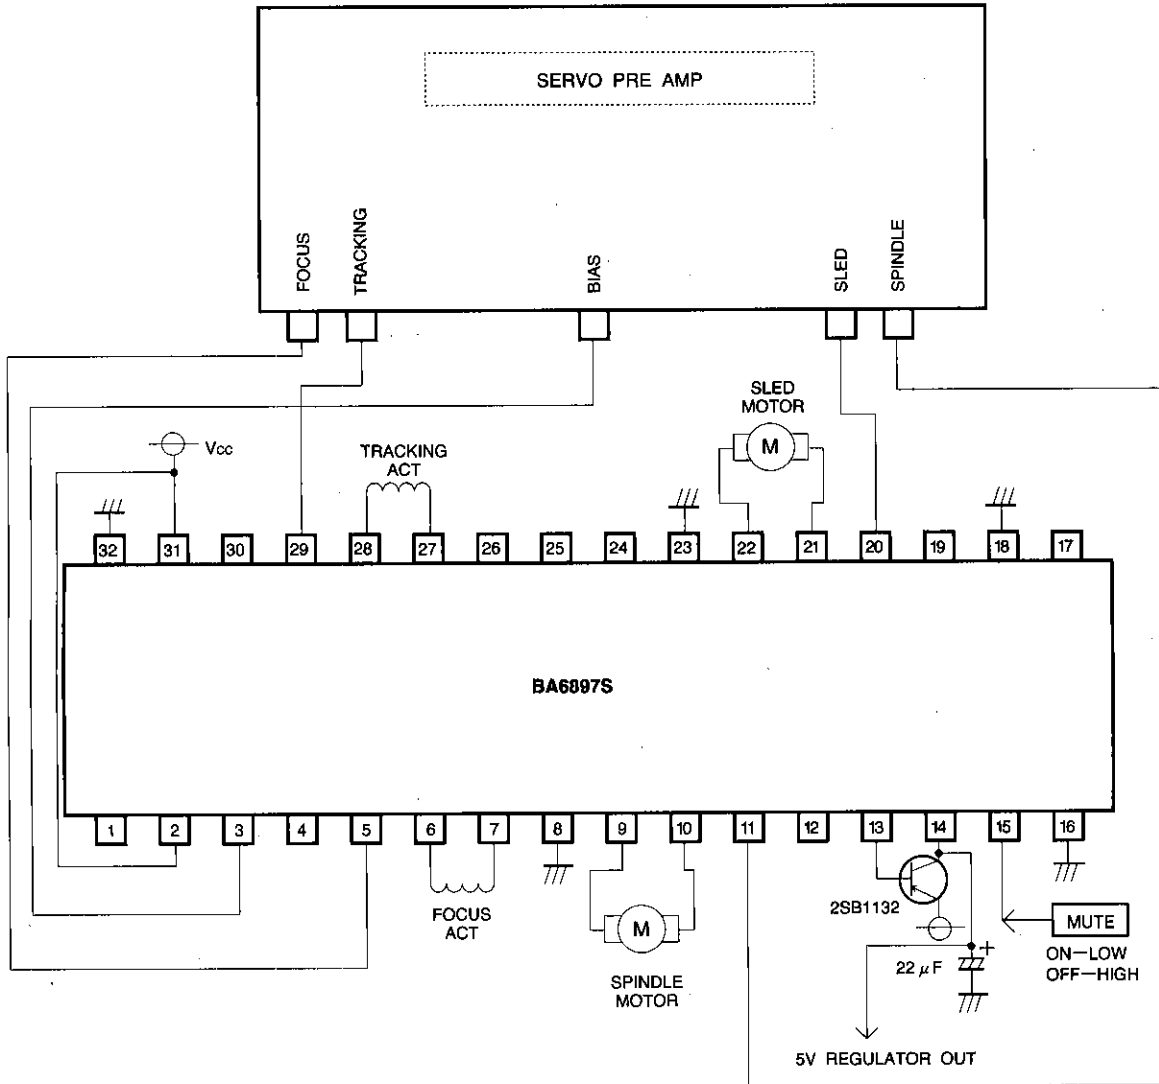 SERVO PRE AMP
FOCUS
TRACKING
BIAS
SLED
SPINDLE
SLED
MOTOR
M
Vcc
TRACKING
ACT
32 31 30 29 28 27 26 25 24 23 22 21 20 19 18 17
BA6897S
1 2 3 4 5 6 7 8 9 10 11 12 13 14 15 16
FOCUS
ACT
M
SPINDLE
MOTOR
2SB1132
MUTE
ON—LOW
OFF—HIGH
+
22 μF
5V REGULATOR OUT